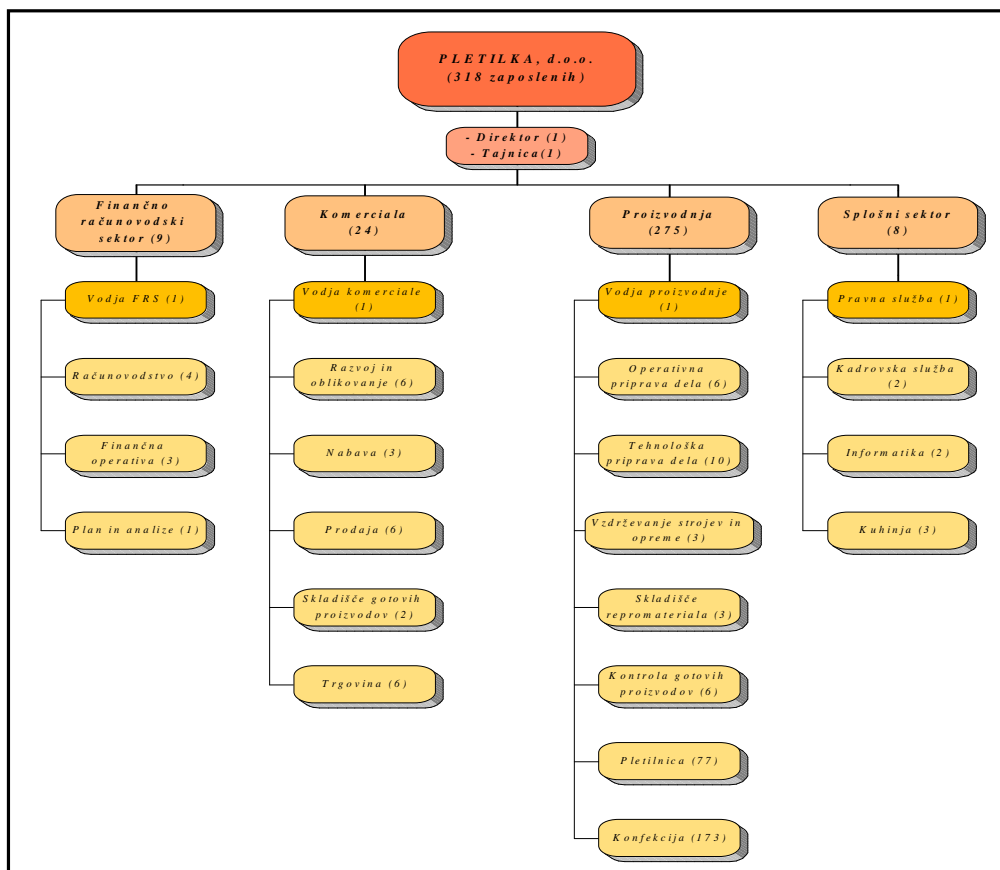 PLETILKA, d.o.o.
(318 zaposlenih)
- Direktor (1)
- Tajnica(1)
Finančno
računovodski
sektor (9)
Vodja FRS (1)
Računovodstvo (4)
Finančna
operativa (3)
Plan in analize (1)
Komerciala
(24)
Vodja komerciale
(1)
Razvoj in
oblikovanje (6)
Nabava (3)
Prodaja (6)
Skladišče gotovih
proizvodov (2)
Trgovina (6)
Proizvodnja
(275)
Vodja proizvodnje
(1)
Operativna
priprava dela (6)
Tehnološka
priprava dela (10)
Vzdrževanje strojev in
opreme (3)
Skladišče
repromateriala (3)
Kontrola gotovih
proizvodov (6)
Pletilnica (77)
Konfekcija (173)
Splošni sektor
(8)
Pravna služba (1)
Kadrovska služba
(2)
Informatika (2)
Kuhinja (3)